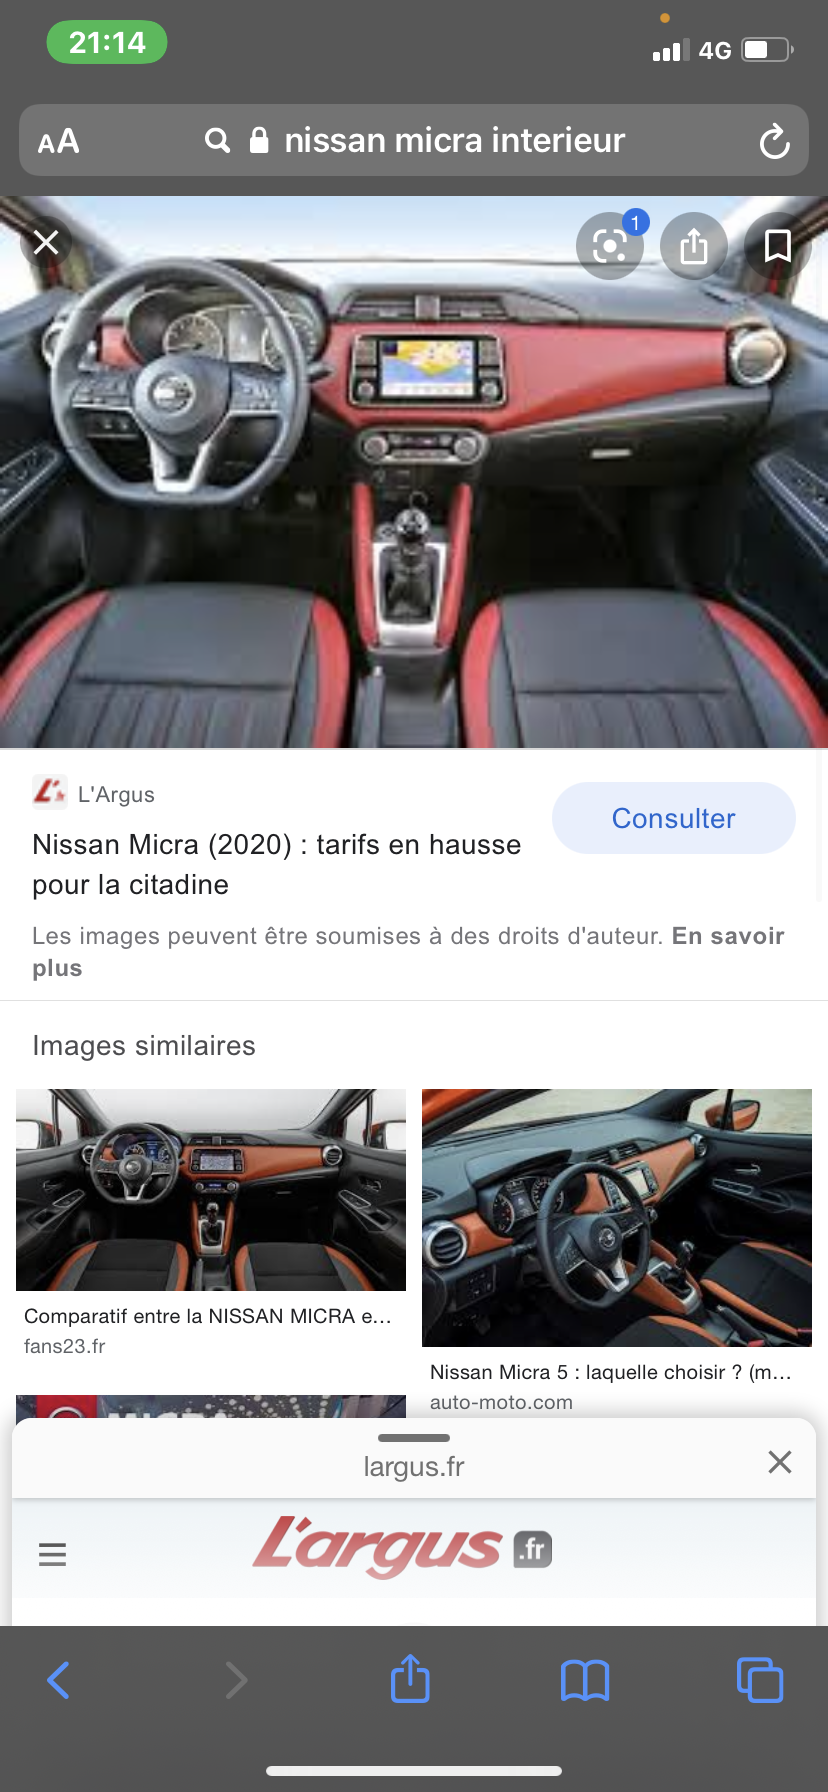 21:14
4G
AA
nissan micra interieur
1
L'Argus
Consulter
Nissan Micra (2020) : tarifs en hausse
pour la citadine
Les images peuvent être soumises à des droits d'auteur. En savoir
plus
Images similaires
Comparatif entre la NISSAN MICRA e...
fans23.fr
Nissan Micra 5 : laquelle choisir ? (m...
auto-moto.com
largus.fr
L'argus .fr